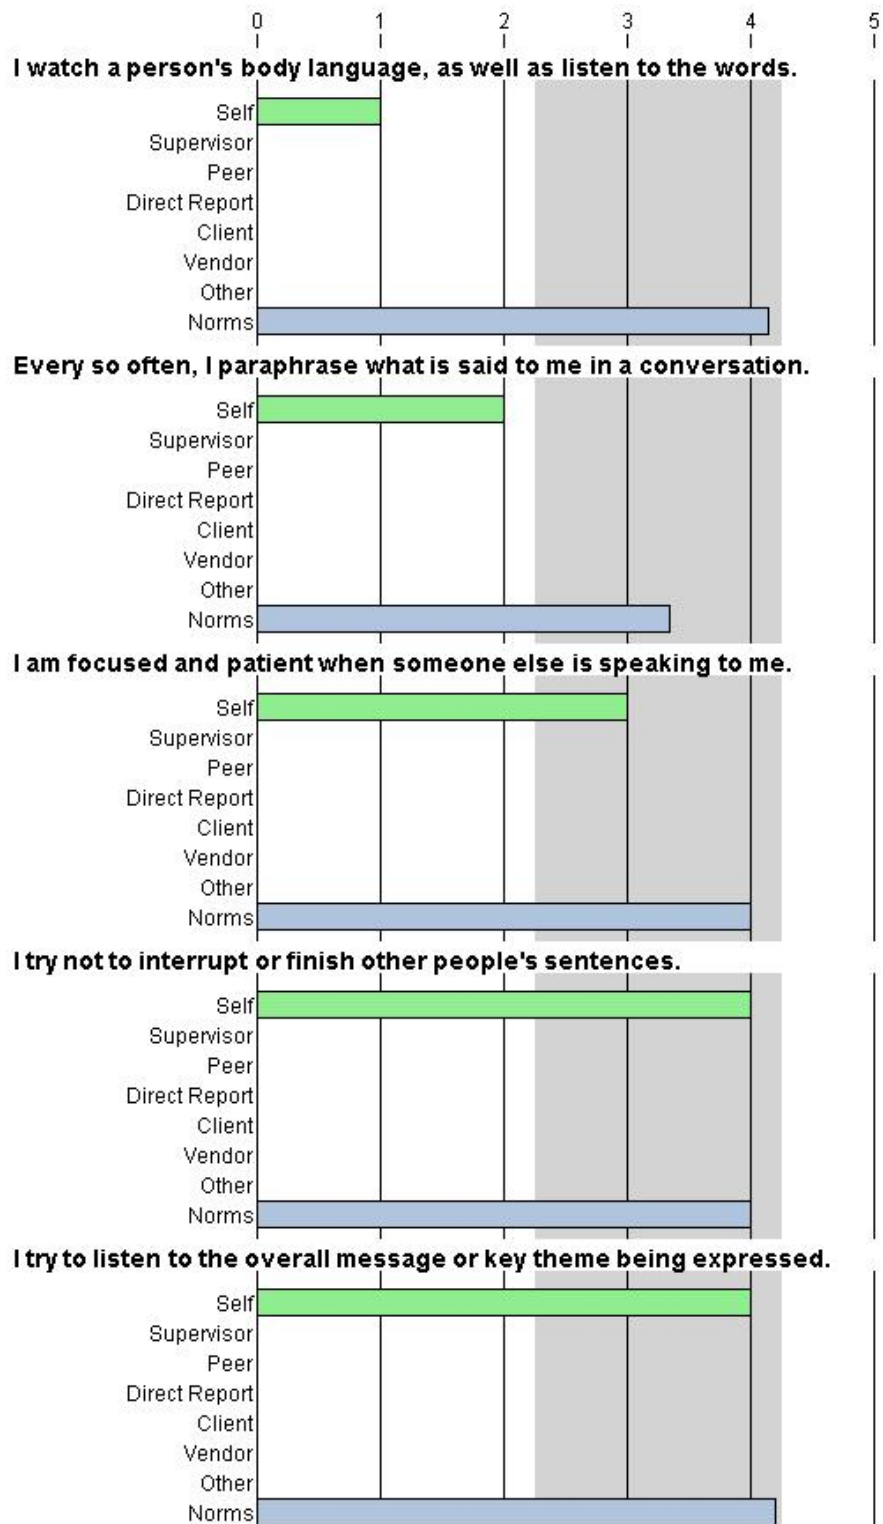 0 1 2 3 4 5
I watch a person's body language, as well as listen to the words.
Self
Supervisor
Peer
Direct Report
Client
Vendor
Other
Norms
Every so often, I paraphrase what is said to me in a conversation.
Self
Supervisor
Peer
Direct Report
Client
Vendor
Other
Norms
I am focused and patient when someone else is speaking to me.
Self
Supervisor
Peer
Direct Report
Client
Vendor
Other
Norms
I try not to interrupt or finish other people's sentences.
Self
Supervisor
Peer
Direct Report
Client
Vendor
Other
Norms
I try to listen to the overall message or key theme being expressed.
Self
Supervisor
Peer
Direct Report
Client
Vendor
Other
Norms